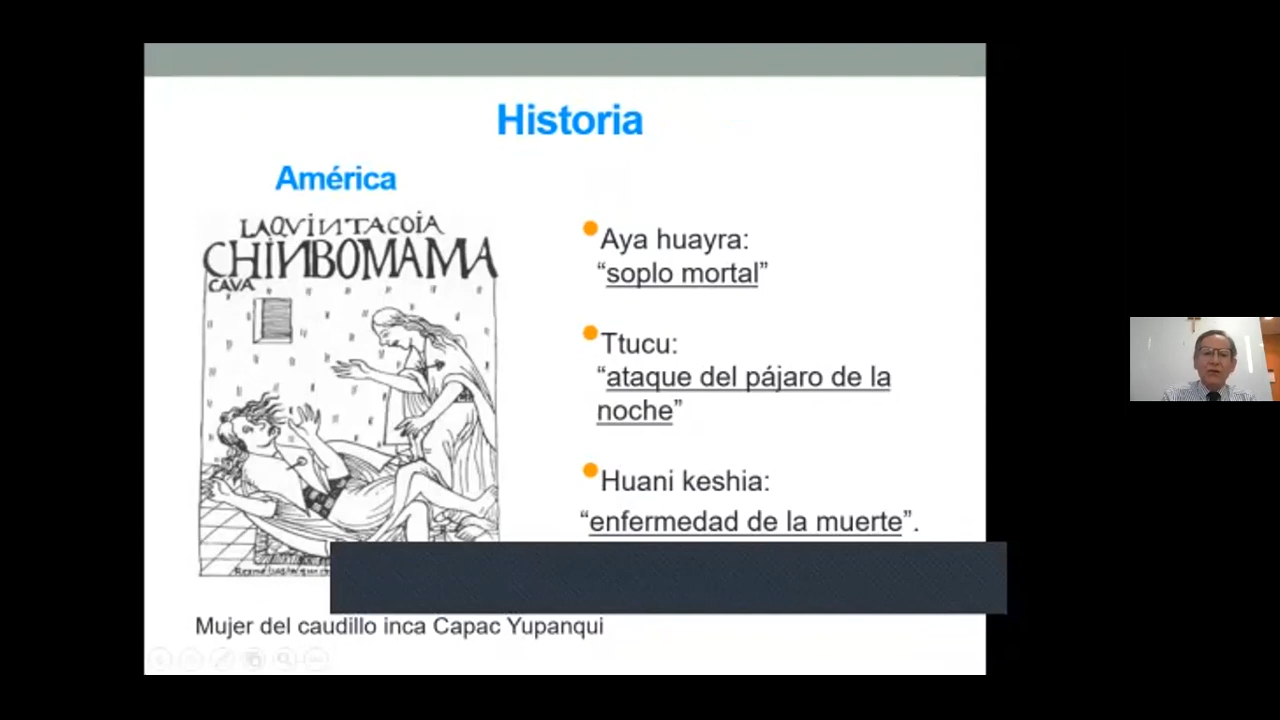 Historia
América
LAQVINTACOIA
CHINBOMAMA
CAVA
Aya huayra:
“soplo mortal”
Ttucu:
“ataque del pájaro de la
noche”
Huani keshia:
“enfermedad de la muerte”.
Mujer del caudillo inca Capac Yupanqui